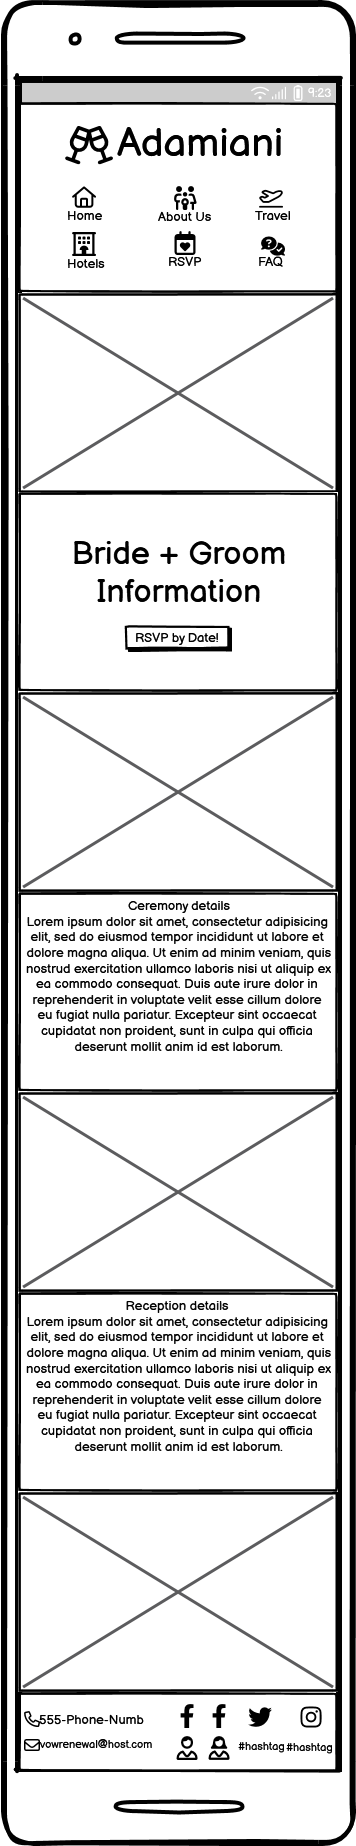 9:23
Adamiani
Home About Us Travel
Hotels RSVP FAQ
Bride + Groom
Information
RSVP by Date!
Ceremony details
Lorem ipsum dolor sit amet, consectetur adipisicing
elit, sed do eiusmod tempor incididunt ut labore et
dolore magna aliqua. Ut enim ad minim veniam, quis
nostrud exercitation ullamco laboris nisi ut aliquip ex
ea commodo consequat. Duis aute irure dolor in
reprehenderit in voluptate velit esse cillum dolore
eu fugiat nulla pariatur. Excepteur sint occaecat
cupidatat non proident, sunt in culpa qui officia
deserunt mollit anim id est laborum.
Reception details
Lorem ipsum dolor sit amet, consectetur adipisicing
elit, sed do eiusmod tempor incididunt ut labore et
dolore magna aliqua. Ut enim ad minim veniam, quis
nostrud exercitation ullamco laboris nisi ut aliquip ex
ea commodo consequat. Duis aute irure dolor in
reprehenderit in voluptate velit esse cillum dolore
eu fugiat nulla pariatur. Excepteur sint occaecat
cupidatat non proident, sunt in culpa qui officia
deserunt mollit anim id est laborum.
555-Phone-Numb
vowrenewal@host.com #hashtag #hashtag